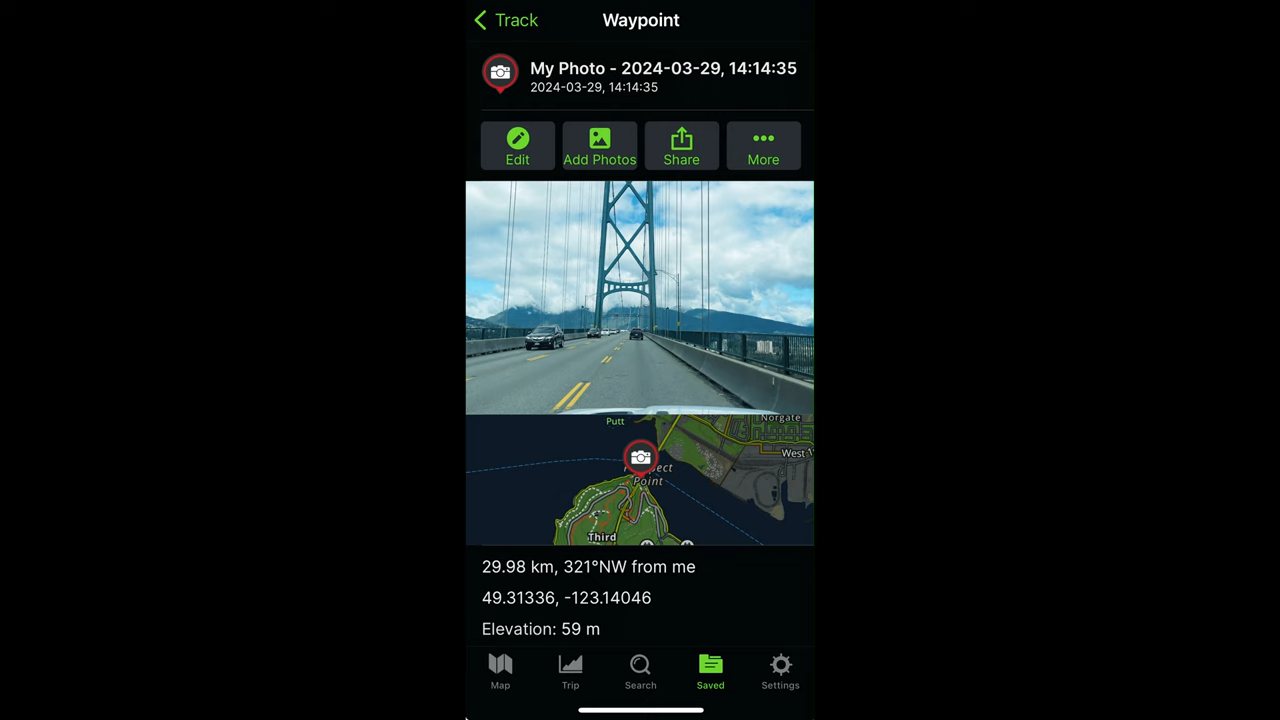 Track
Waypoint
My Photo - 2024-03-29, 14:14:35
2024-03-29, 14:14:35
Edit
Add Photos
Share
More
Putt
Norgate
West
Point
Third
29.98 km, 321°NW from me
49.31336, -123.14046
Elevation: 59 m
Map
Trip
Search
Saved
Settings